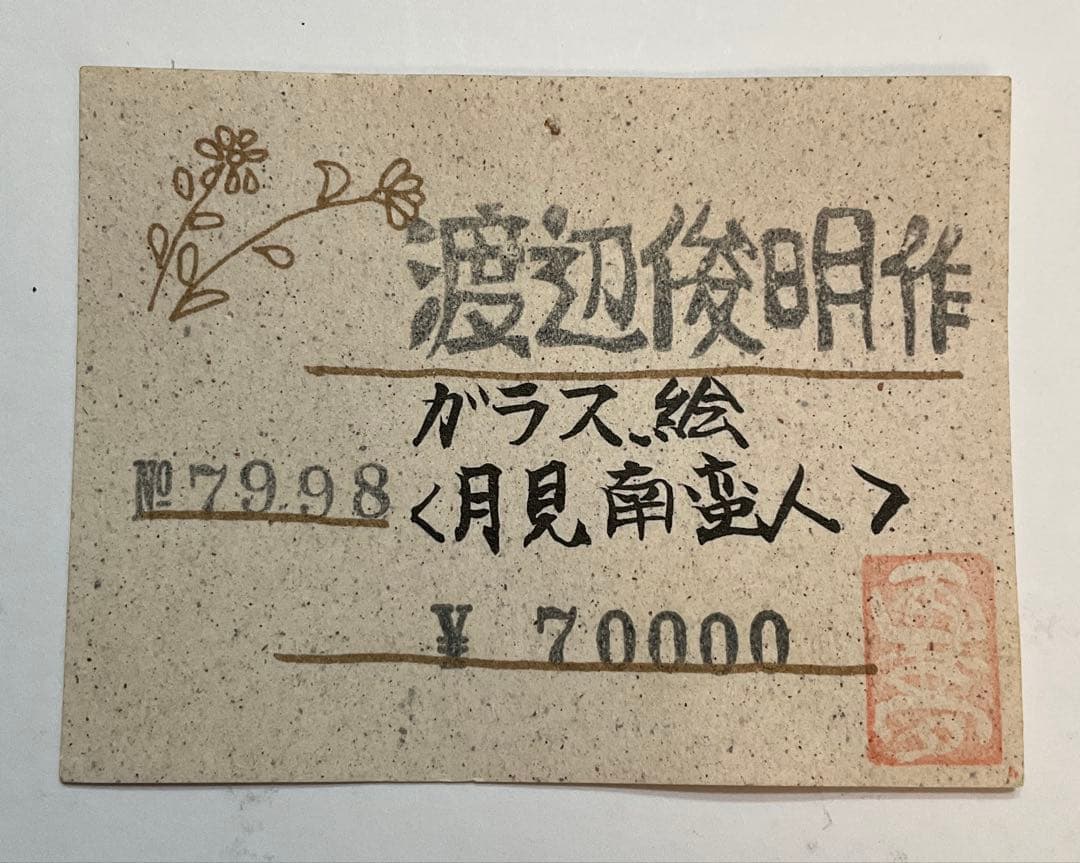 渡辺俊明作
ガラス絵
№7998
〈月見南蛮人〉
¥ 70000